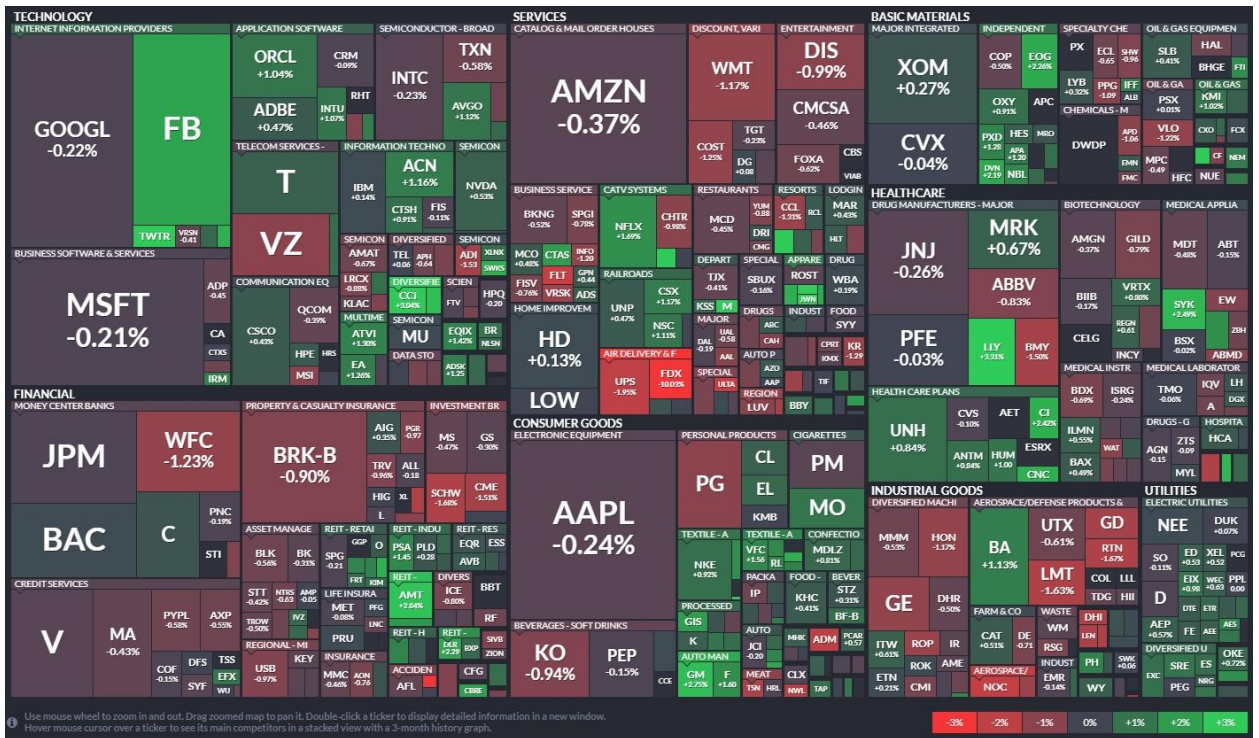 TECHNOLOGY
INTERNET INFORMATION PROVIDERS
GOOGL
-0.22%
FB
TWTR
VRSN
-0.41
APPLICATION SOFTWARE
ORCL
+1.04%
CRM
-0.09%
ADBE
+0.47%
INTU
+1.07%
RHT
SEMICONDUCTOR - BROAD
INTC
-0.23%
TXN
-0.58%
AVGO
+1.12%
TELECOM SERVICES -
T
VZ
INFORMATION TECHNO
IBM
+0.14%
ACN
+1.16%
CTSH
+0.91%
FIS
-0.11%
SEMICON
NVDA
+0.53%
BUSINESS SOFTWARE & SERVICES
MSFT
-0.21%
ADP
-0.45
CA
CTXS
IRM
COMMUNICATION EQ
CSCO
+0.43%
QCOM
-0.39%
HPE
HRS
MSI
SEMICON
AMAT
-0.67%
LRCX
-0.88%
KLAC
DIVERSIFIED
TEL
+0.06
APH
-0.64
SEMICON
ADI
-1.53
XLNX
SWKS
DIVERSIFIE
CCI
+3.04%
SCIEN
FTV
HPQ
-0.20
MULTIME
ATVI
+1.30%
EA
+1.26%
SEMICON
MU
EQIX
+1.42%
BR
NLSN
DATA STO
ADSK
+1.25
SERVICES
CATALOG & MAIL ORDER HOUSES
AMZN
-0.37%
DISCOUNT, VARI
WMT
-1.17%
COST
-1.25%
TGT
-0.23%
DG
+0.08
ENTERTAINMENT
DIS
-0.99%
CMCSA
-0.46%
FOXA
-0.62%
CBS
VIAB
BUSINESS SERVICE
BKNG
-0.52%
SPGI
-0.78%
MCO
+0.48%
CTAS
INFO
-1.20
FISV
-0.76%
FLT
GPN
+0.44
VRSK
ADS
CATV SYSTEMS
NFLX
+1.69%
CHTR
-0.98%
RESTAURANTS
MCD
-0.45%
YUM
-0.88
DRI
CMG
RESORTS
CCL
-1.31%
RCL
LODGIN
MAR
+0.43%
HLT
RAILROADS
UNP
+0.47%
CSX
+1.17%
NSC
+1.11%
DEPART
TJX
-0.41%
KSS
M
SPECIAL
SBUX
-0.16%
APPARE
ROST
JWN
DRUG
WBA
+0.19%
HOME IMPROVEM
HD
+0.13%
LOW
MAJOR
DAL
-0.19
UAL
-0.58
AAL
DRUGS
ABC
CAH
INDUST
FOOD
SYY
CPRT
KMX
KR
-1.29
AIR DELIVERY & F
UPS
-1.95%
FDX
-10.03%
SPECIAL
ULTA
AUTO P
AZO
AAP
TIF
REGION
LUV
BBY
BASIC MATERIALS
MAJOR INTEGRATED
XOM
+0.27%
CVX
-0.04%
INDEPENDENT
COP
-0.50%
EOG
+2.26%
OXY
+0.91%
APC
PXD
+1.28
HES
MRO
APA
+1.20
DVN
+2.19
NBL
SPECIALTY CHE
PX
ECL
-0.65
SHW
-0.96
LYB
+0.32%
PPG
-1.09
IFF
ALB
OIL & GAS EQUIPMEN
SLB
+0.41%
HAL
BHGE
FTI
CHEMICALS - M
DWDP
APD
-1.06
EMN
FMC
OIL & GA
PSX
+0.01%
VLO
-1.22%
MPC
-0.49
HFC
OIL & GAS
KMI
+1.02%
CXO
FCX
CF
NEM
NUE
HEALTHCARE
DRUG MANUFACTURERS - MAJOR
JNJ
-0.26%
MRK
+0.67%
ABBV
-0.83%
PFE
-0.03%
LLY
BMY
-1.50%
BIOTECHNOLOGY
AMGN
-0.37%
GILD
-0.79%
BIIB
-0.17%
VRTX
+0.80%
REGN
+0.61
CELG
INCY
MEDICAL APPLIA
MDT
-0.48%
ABT
-0.15%
SYK
+2.49%
EW
BSX
-0.02%
ZBH
ABMD
HEALTH CARE PLANS
UNH
+0.84%
CVS
-0.10%
AET
CI
+2.42%
ANTM
+0.84%
HUM
+1.00
ESRX
CNC
MEDICAL INSTR
BDX
-0.69%
ISRG
-0.24%
ILMN
+0.55%
WAT
BAX
+0.49%
MEDICAL LABORATOR
TMO
-0.06%
IQV
LH
A
DGX
DRUGS - G
AGN
-0.15
ZTS
-0.09
MYL
HOSPITA
HCA
FINANCIAL
MONEY CENTER BANKS
JPM
WFC
-1.23%
BAC
C
PNC
-0.19%
STI
PROPERTY & CASUALTY INSURANCE
BRK-B
-0.90%
AIG
+0.35%
PGR
-0.97
TRV
-0.96%
ALL
-0.18
HIG
XL
L
INVESTMENT BR
MS
-0.47%
GS
-0.30%
SCHW
-1.68%
CME
-1.51%
CREDIT SERVICES
V
MA
-0.43%
PYPL
-0.58%
AXP
-0.55%
COF
-0.15%
DFS
TSS
SYF
EFX
WU
ASSET MANAGE
BLK
-0.56%
BK
-0.31%
STT
-0.42%
NTRS
-0.63
AMP
-0.05
TROW
-0.50%
IVZ
REIT - RETAI
SPG
-0.21
GGP
O
FRT
KIM
REIT - INDU
PSA
+1.45
PLD
+0.28
REIT - RES
EQR
ESS
AVB
LIFE INSURA
MET
-0.08%
PFG
LNC
PRU
REIT -
AMT
+2.84%
DIVERS
ICE
-0.80%
BBT
RF
REGIONAL - MI
USB
-0.97%
KEY
INSURANCE
MMC
-0.46%
AON
-0.76
REIT - H
REIT -
DLR
+2.29
BXP
SIVB
ZION
ACCIDEN
AFL
CFG
CBRE
CONSUMER GOODS
ELECTRONIC EQUIPMENT
AAPL
-0.24%
PERSONAL PRODUCTS
PG
CL
EL
KMB
CIGARETTES
PM
MO
TEXTILE - A
NKE
+0.92%
TEXTILE - A
VFC
+1.56
RL
CONFECTIO
MDLZ
+0.81%
PACKA
IP
FOOD -
KHC
+0.41%
BEVER
STZ
+0.31%
BF-B
PROCESSED
GIS
K
BEVERAGES - SOFT DRINKS
KO
-0.94%
PEP
-0.15%
CCE
AUTO MAN
GM
+2.75%
F
+1.60
AUTO
JCI
-0.20
MHK
ADM
PCAR
+0.57
MEAT
TSN
HRL
CLX
NWL
TAP
INDUSTRIAL GOODS
DIVERSIFIED MACHI
MMM
-0.53%
HON
-1.17%
GE
DHR
-0.50%
ITW
+0.61%
ROP
IR
ETN
+0.21%
ROK
AME
CMI
AEROSPACE/DEFENSE PRODUCTS &
BA
+1.13%
UTX
-0.61%
GD
RTN
-1.67%
LMT
-1.63%
COL
LLL
TDG
HII
FARM & CO
CAT
+0.51%
DE
-0.71
WASTE
WM
RSG
DHI
LEN
AEROSPACE/
NOC
INDUST
EMR
-0.14%
PH
SWK
+0.06
WY
UTILITIES
ELECTRIC UTILITIES
NEE
DUK
+0.07%
SO
-0.11%
ED
+0.53
XEL
+0.52
PCG
D
EIX
+0.98
WEC
+0.63
PPL
0.00
DTE
ETR
AEP
+0.57%
FE
AEE
AES
DIVERSIFIED U
EXC
SRE
ES
OKE
+0.72%
PEG
NRG
Use mouse wheel to zoom in and out. Drag zoomed map to pan it. Double-click a ticker to display detailed information in a new window.
Hover mouse cursor over a ticker to see its main competitors in a stacked view with a 3-month history graph.
-3%
-2%
-1%
0%
+1%
+2%
+3%